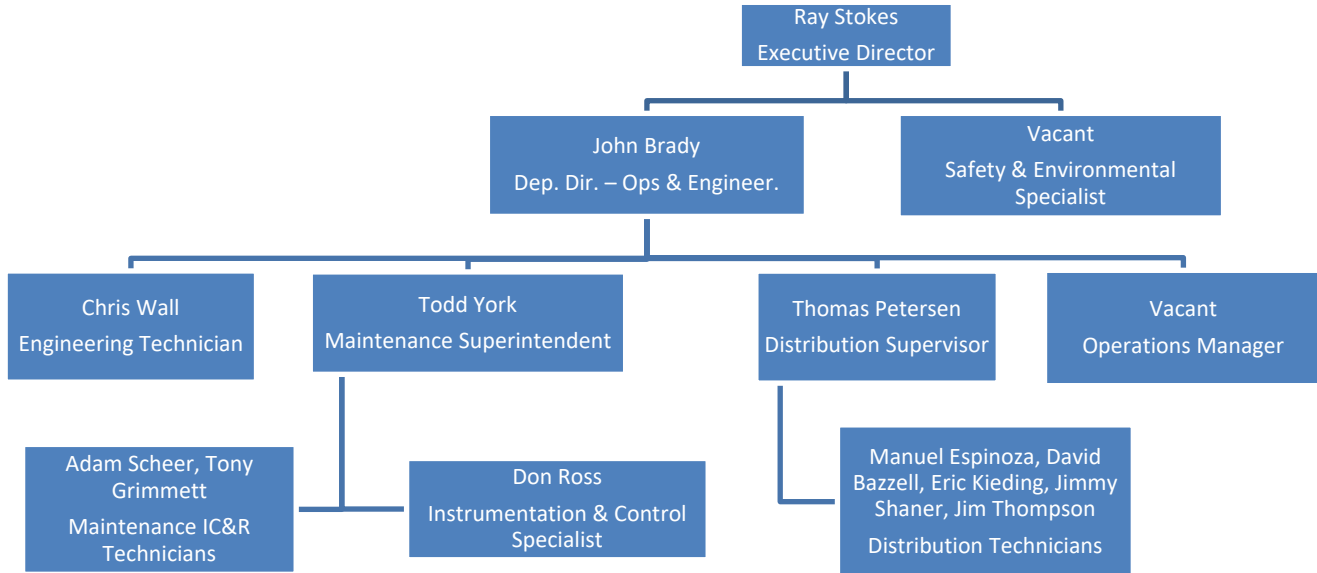 Ray Stokes
Executive Director
John Brady
Dep. Dir. – Ops & Engineer.
Vacant
Safety & Environmental
Specialist
Chris Wall
Engineering Technician
Todd York
Maintenance Superintendent
Thomas Petersen
Distribution Supervisor
Vacant
Operations Manager
Adam Scheer, Tony
Grimmett
Maintenance IC&R
Technicians
Don Ross
Instrumentation & Control
Specialist
Manuel Espinoza, David
Bazzell, Eric Kieding, Jimmy
Shaner, Jim Thompson
Distribution Technicians